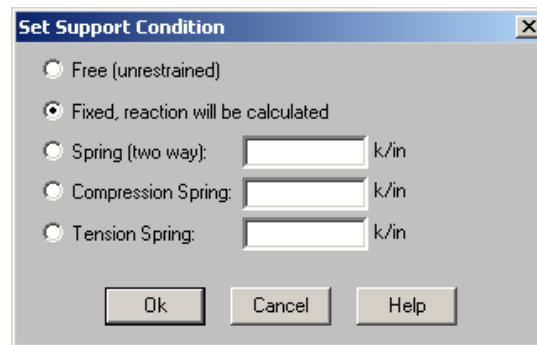 Set Support Condition
Free (unrestrained)
Fixed, reaction will be calculated
Spring (two way): k/in
Compression Spring: k/in
Tension Spring: k/in
Ok Cancel Help